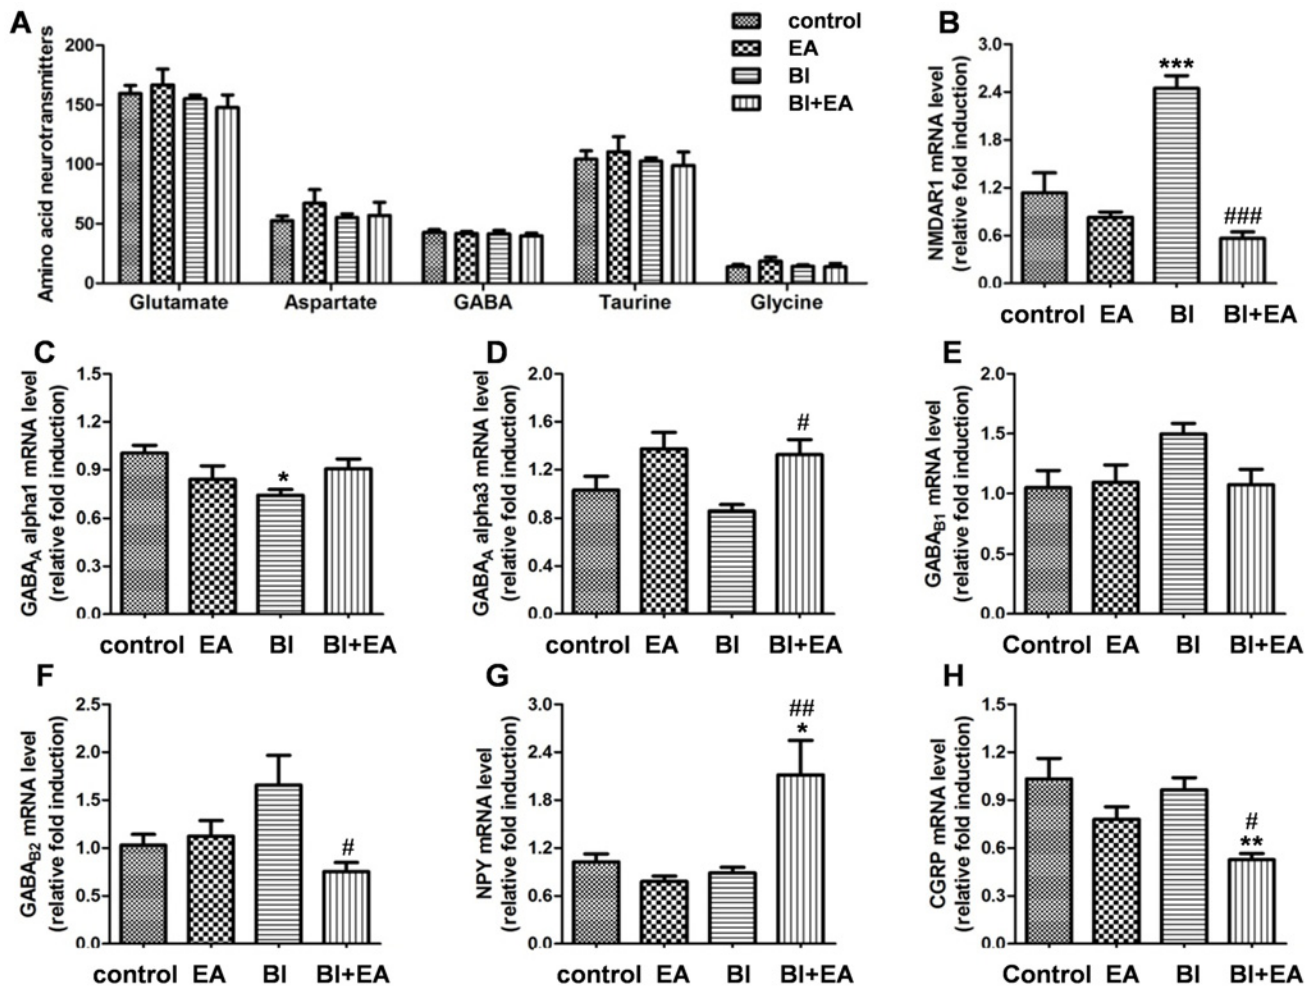 A
Amino acid neurotransmitters
200
150
100
50
0
Glutamate Aspartate GABA Taurine Glycine
control
EA
BI
BI+EA
B
NMDAR1 mRNA level
(relative fold induction)
3.0
2.4
1.8
1.2
0.6
0.0
***
###
control EA BI BI+EA
C
GABAA alpha1 mRNA level
(relative fold induction)
1.5
1.2
0.9
0.6
0.3
0.0
*
control EA BI BI+EA
D
GABAA alpha3 mRNA level
(relative fold induction)
2.0
1.6
1.2
0.8
0.4
0.0
#
control EA BI BI+EA
E
GABAB1 mRNA level
(relative fold induction)
2.0
1.5
1.0
0.5
0.0
Control EA BI BI+EA
F
GABAB2 mRNA level
(relative fold induction)
2.5
2.0
1.5
1.0
0.5
0.0
#
control EA BI BI+EA
G
NPY mRNA level
(relative fold induction)
3.0
2.4
1.8
1.2
0.6
0.0
##
*
control EA BI BI+EA
H
CGRP mRNA level
(relative fold induction)
1.5
1.2
0.9
0.6
0.3
0.0
#
**
Control EA BI BI+EA